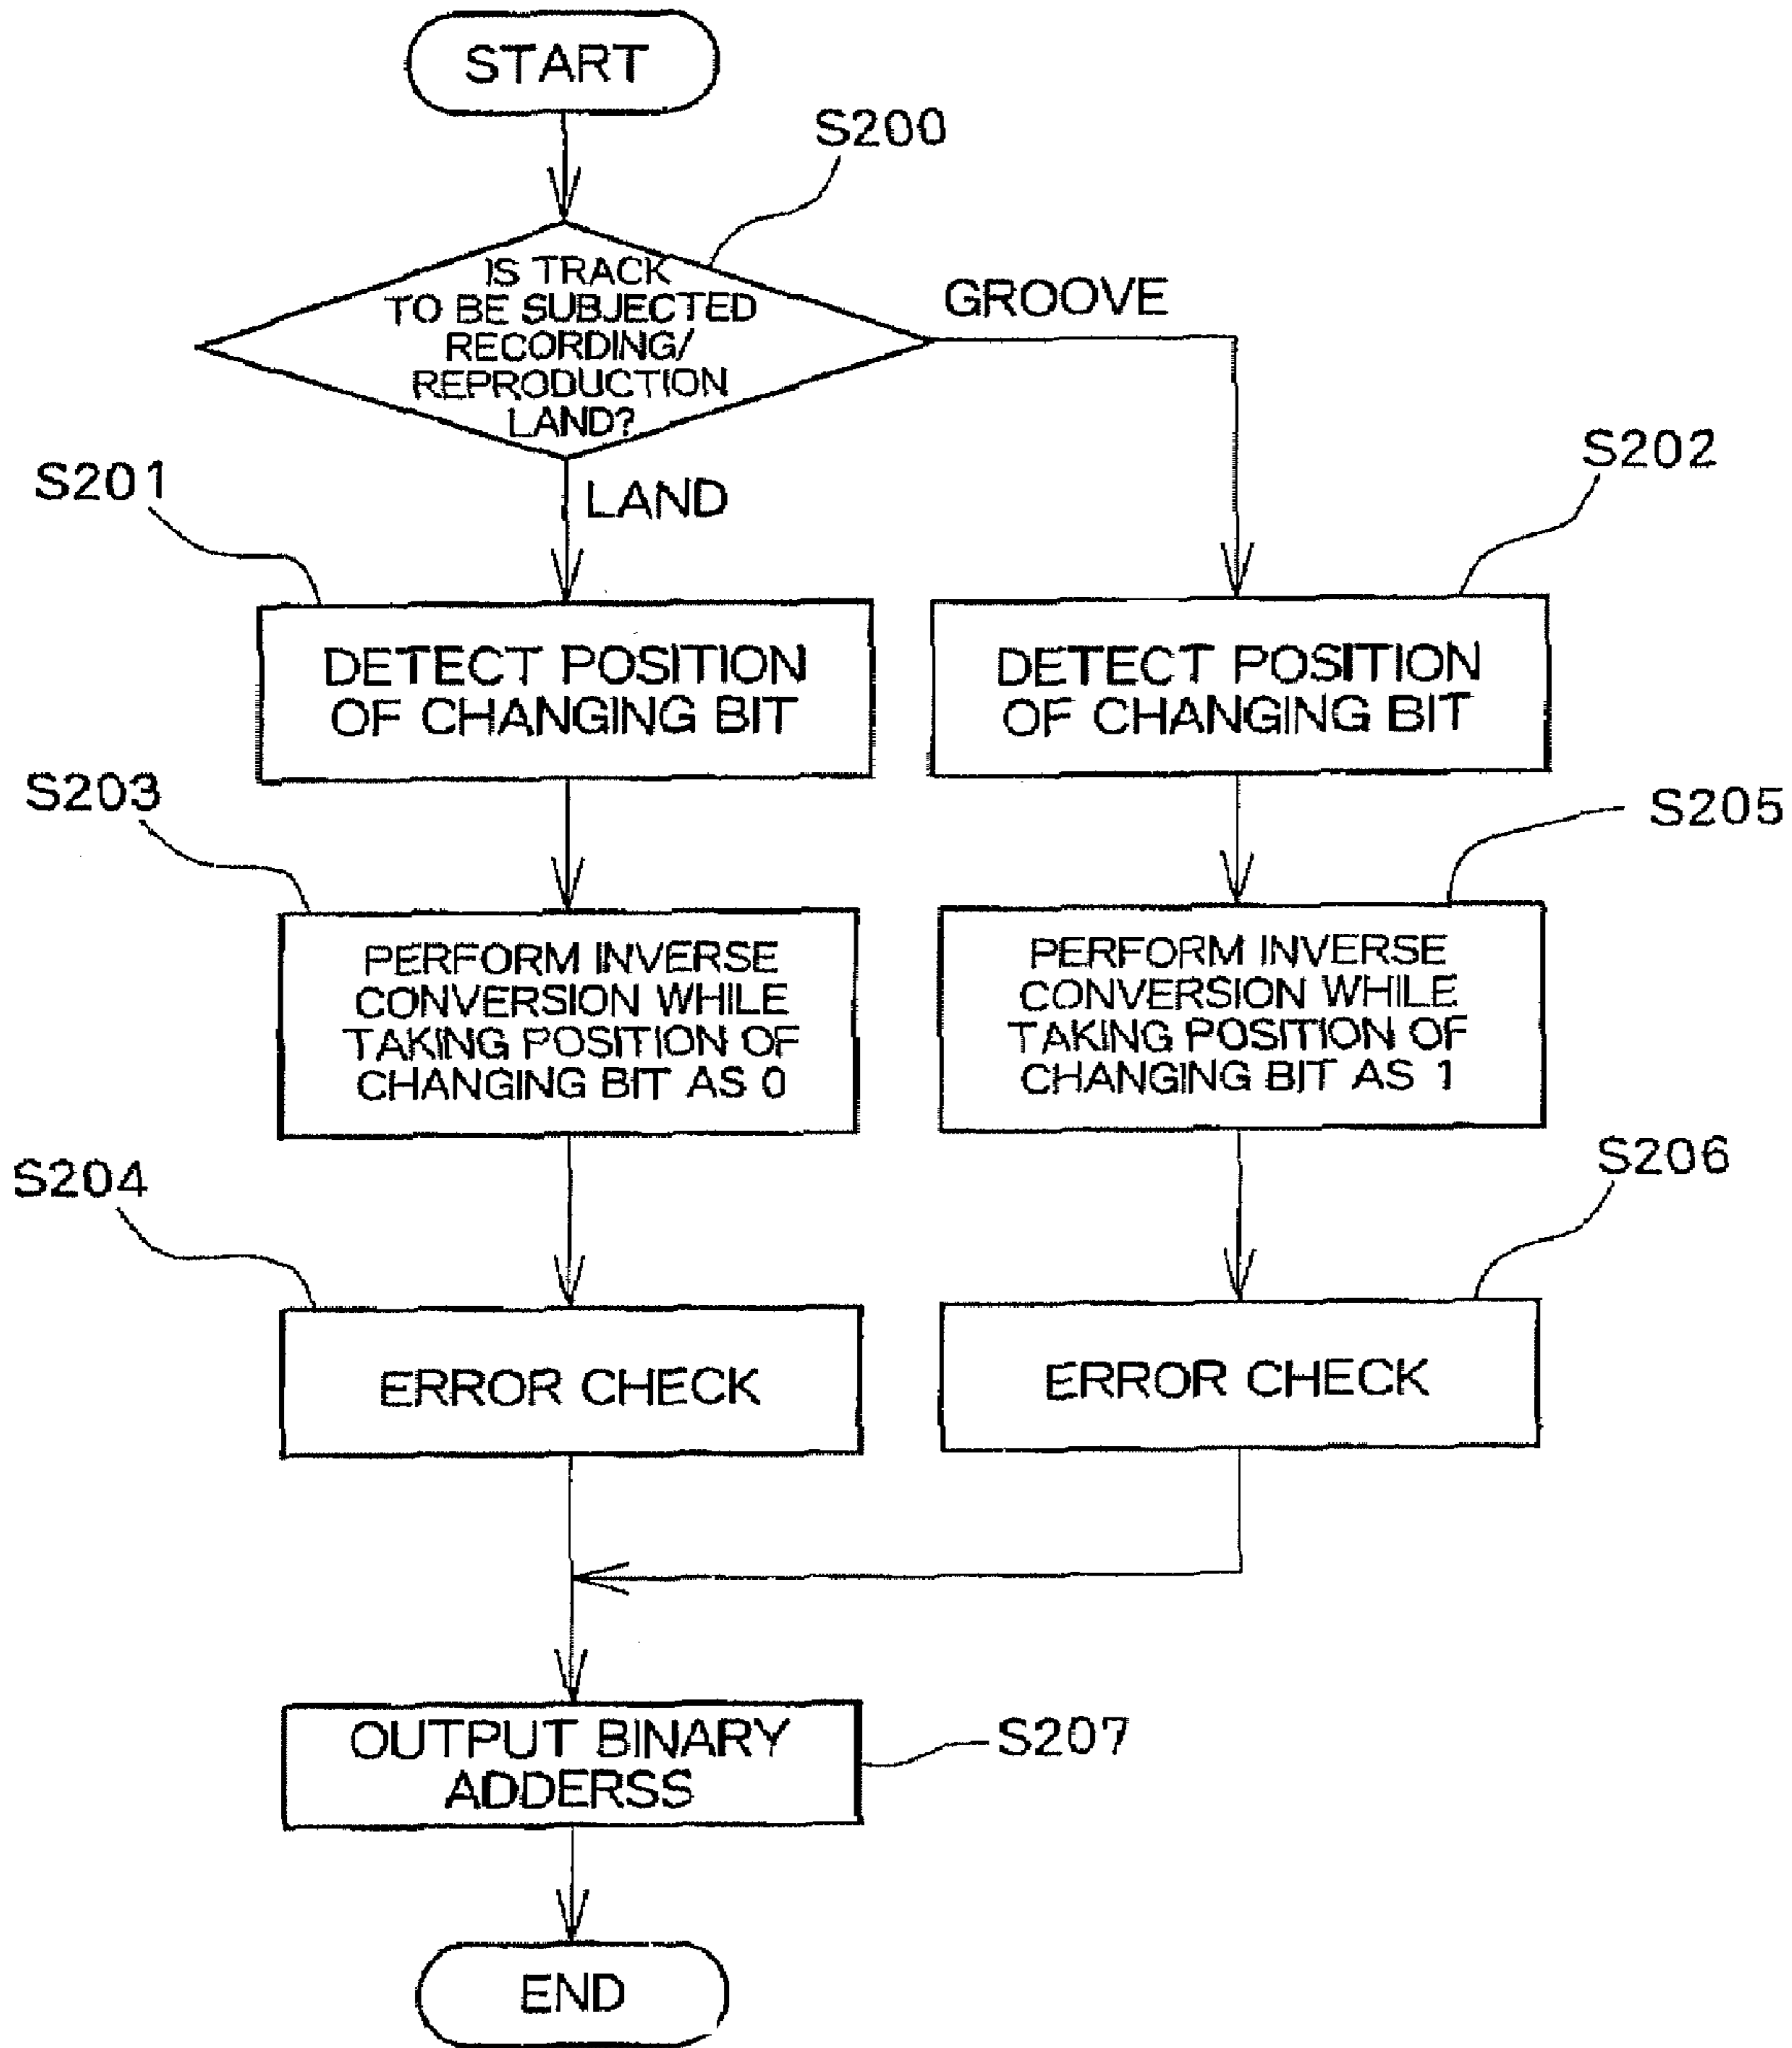 START
S200
IS TRACK
TO BE SUBJECTED
RECORDING/
REPRODUCTION
LAND?
GROOVE
LAND
S201
S202
DETECT POSITION
OF CHANGING BIT
DETECT POSITION
OF CHANGING BIT
S203
S205
PERFORM INVERSE
CONVERSION WHILE
TAKING POSITION OF
CHANGING BIT AS 0
PERFORM INVERSE
CONVERSION WHILE
TAKING POSITION OF
CHANGING BIT AS 1
S204
S206
ERROR CHECK
ERROR CHECK
OUTPUT BINARY
ADDERSS
S207
END